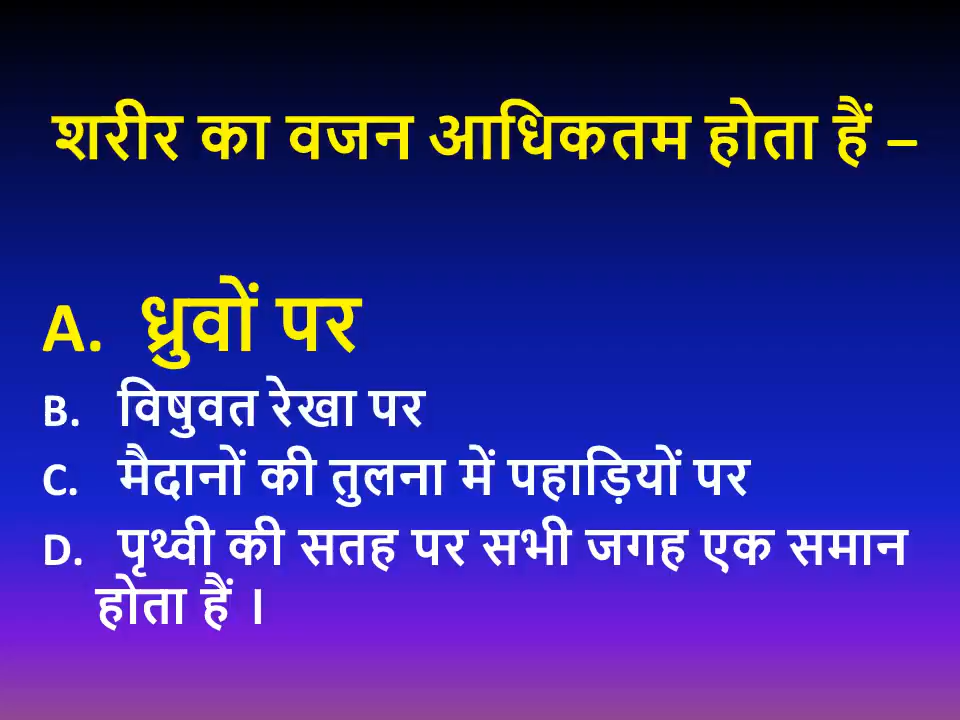 शरीर का वजन आधिकतम होता हैं –
A. ध्रुवों पर
B. विषुवत रेखा पर
C. मैदानों की तुलना में पहाड़ियों पर
D. पृथ्वी की सतह पर सभी जगह एक समान
होता हैं ।